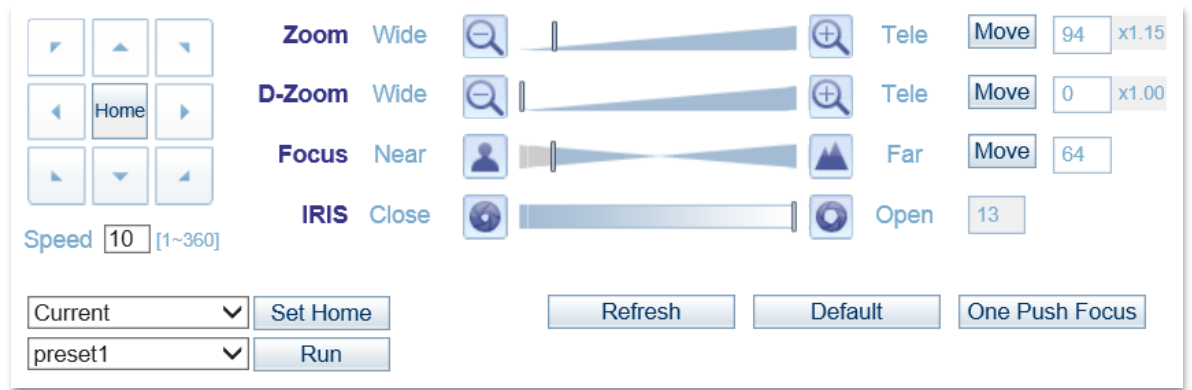 Zoom Wide Tele Move 94 x1.15
Home D-Zoom Wide Tele Move 0 x1.00
Focus Near Far Move 64
IRIS Close Open 13
Speed 10 [1~360]
Current Set Home Refresh Default One Push Focus
preset1 Run